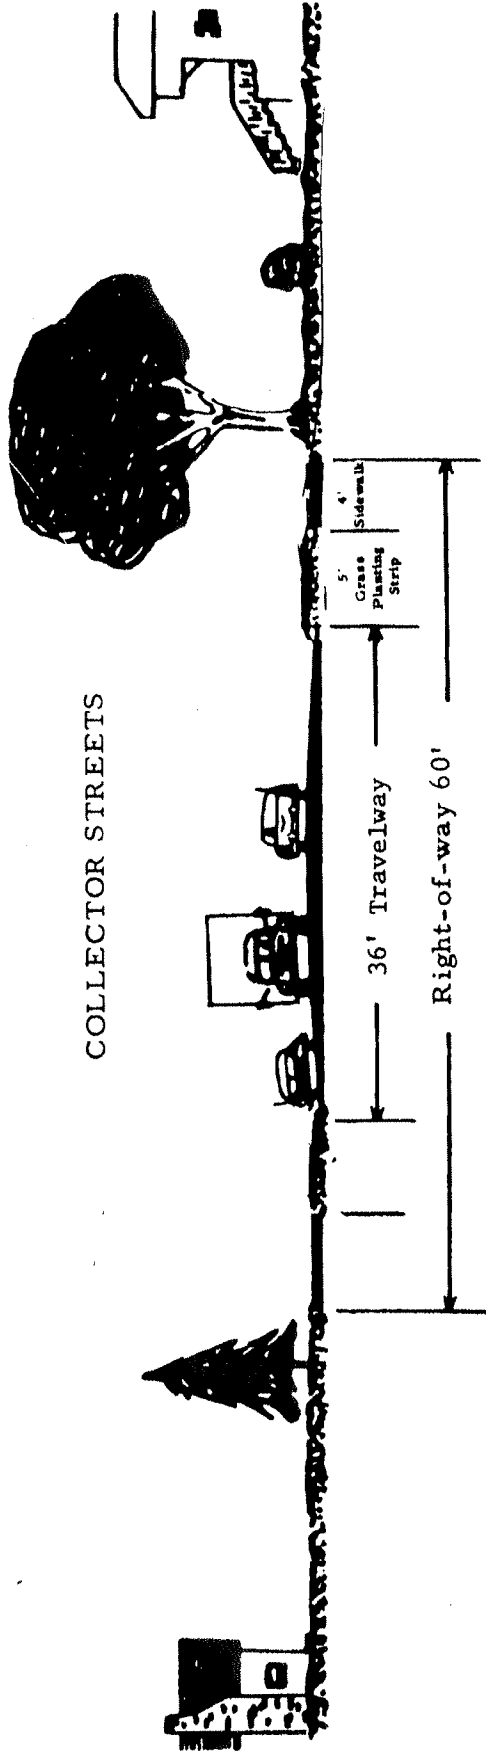 COLLECTOR STREETS
36' Travelway
5'
Grass
Planting
Strip
4'
Sidewalk
Right-of-way 60'